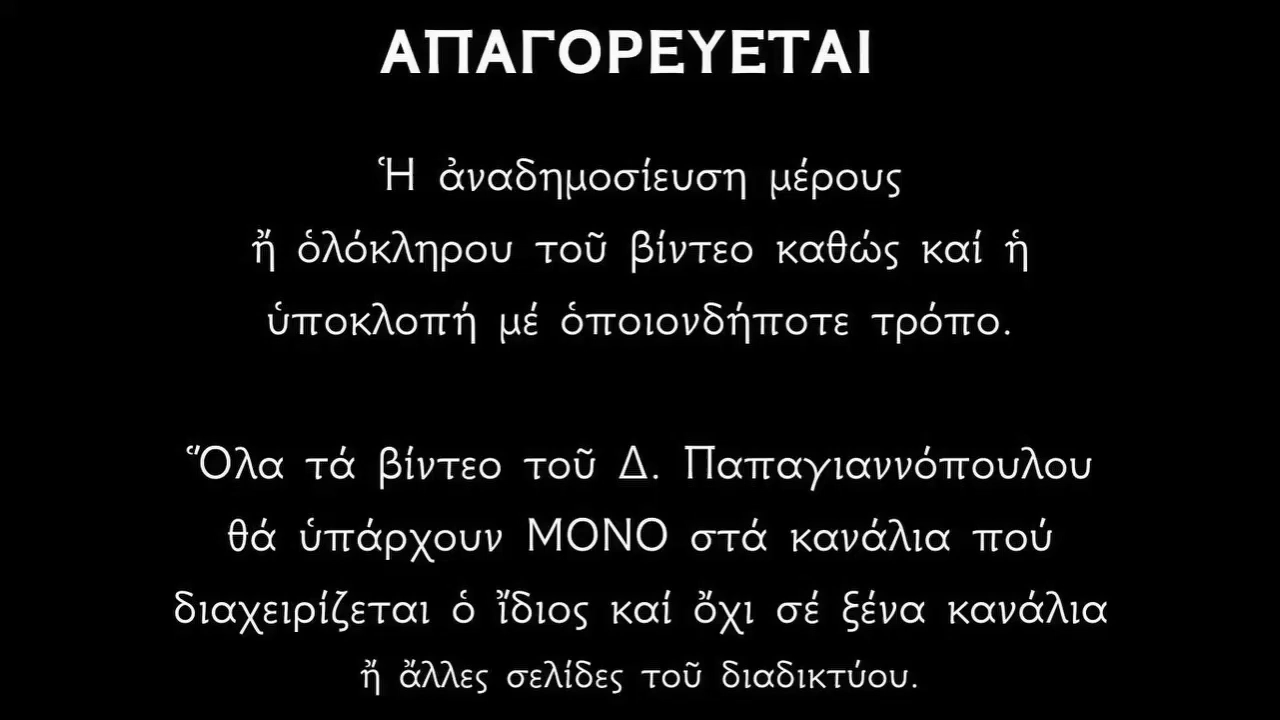 ΑΠΑΓΟΡΕΥΕΤΑΙ
Ἡ ἀναδημοσίευση μέρους
ἤ ὁλόκληρου τοῦ βίντεο καθώς καί ἡ
ὑποκλοπή μέ ὁποιονδήποτε τρόπο.
Ὅλα τά βίντεο τοῦ Δ. Παπαγιαννόπουλου
θά ὑπάρχουν ΜΟΝΟ στά κανάλια πού
διαχειρίζεται ὁ ἴδιος καί ὄχι σέ ξένα κανάλια
ἤ ἄλλες σελίδες τοῦ διαδικτύου.